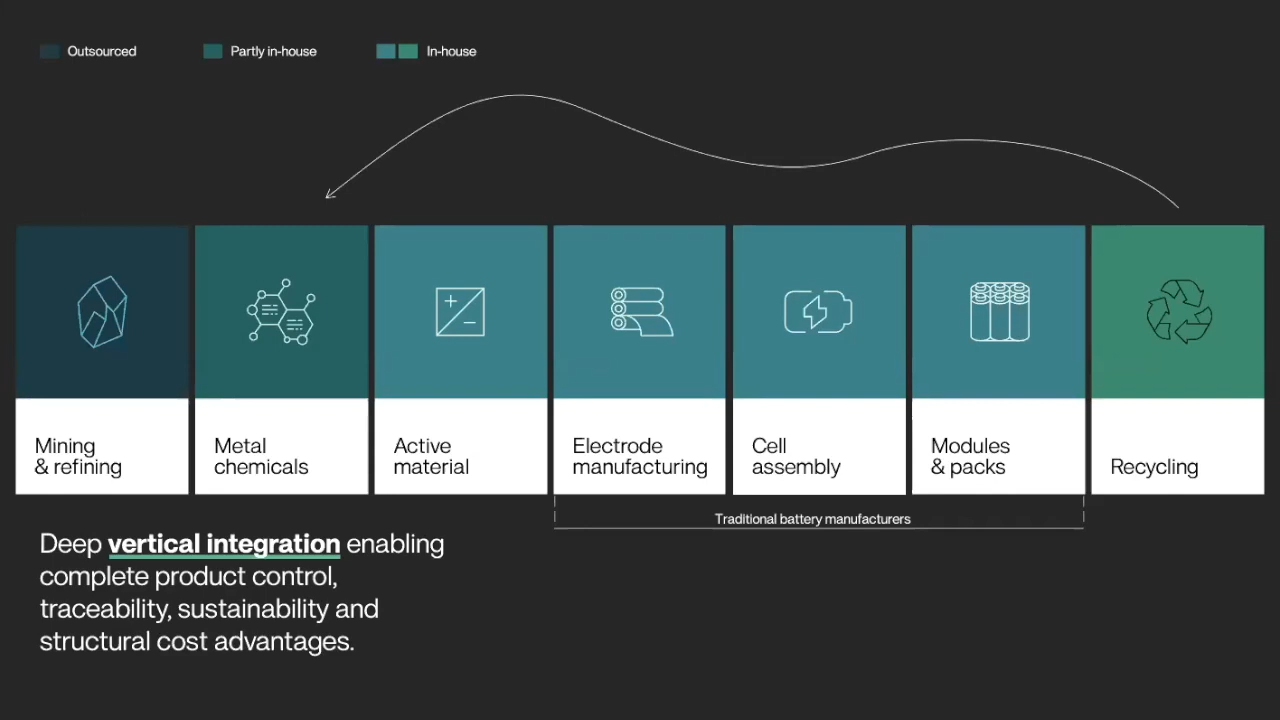 Outsourced
Partly in-house
In-house
+
−
Mining
& refining
Metal
chemicals
Active
material
Electrode
manufacturing
Cell
assembly
Modules
& packs
Recycling
Traditional battery manufacturers
Deep vertical integration enabling
complete product control,
traceability, sustainability and
structural cost advantages.